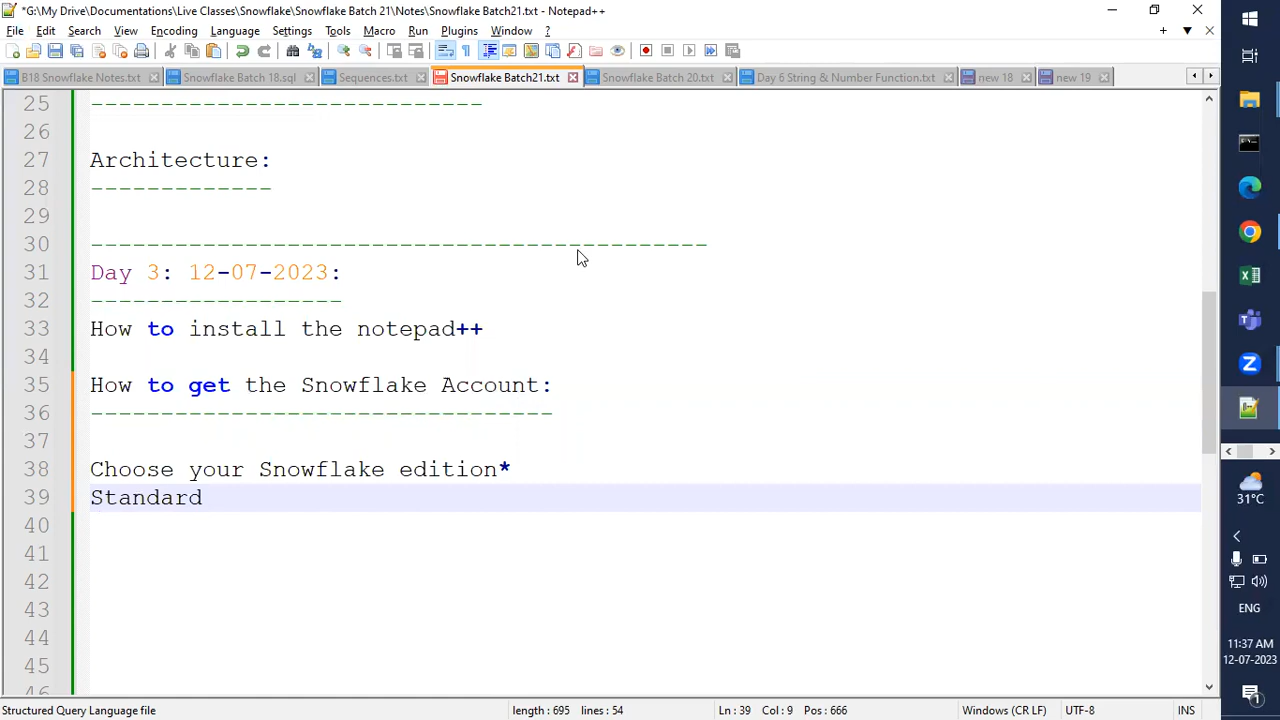 *G:\My Drive\Documentations\Live Classes\Snowflake\Snowflake Batch 21\Notes\Snowflake Batch21.txt - Notepad++
File Edit Search View Encoding Language Settings Tools Macro Run Plugins Window ?
B18 Snowflake Notes.txt Snowflake Batch 18.sql Sequences.txt Snowflake Batch21.txt Snowflake Batch 20.txt Day 6 String & Number Function.txt new 18 new 19
25 ----------------------------
26
27 Architecture:
28 -------------
29
30 --------------------------------------------
31 Day 3: 12-07-2023:
32 ------------------
33 How to install the notepad++
34
35 How to get the Snowflake Account:
36 ---------------------------------
37
38 Choose your Snowflake edition*
39 Standard
40
41
42
43
44
45
31°C
ENG
11:37 AM
12-07-2023
1
Structured Query Language file length : 695 lines : 54 Ln : 39 Col : 9 Pos : 666 Windows (CR LF) UTF-8 INS